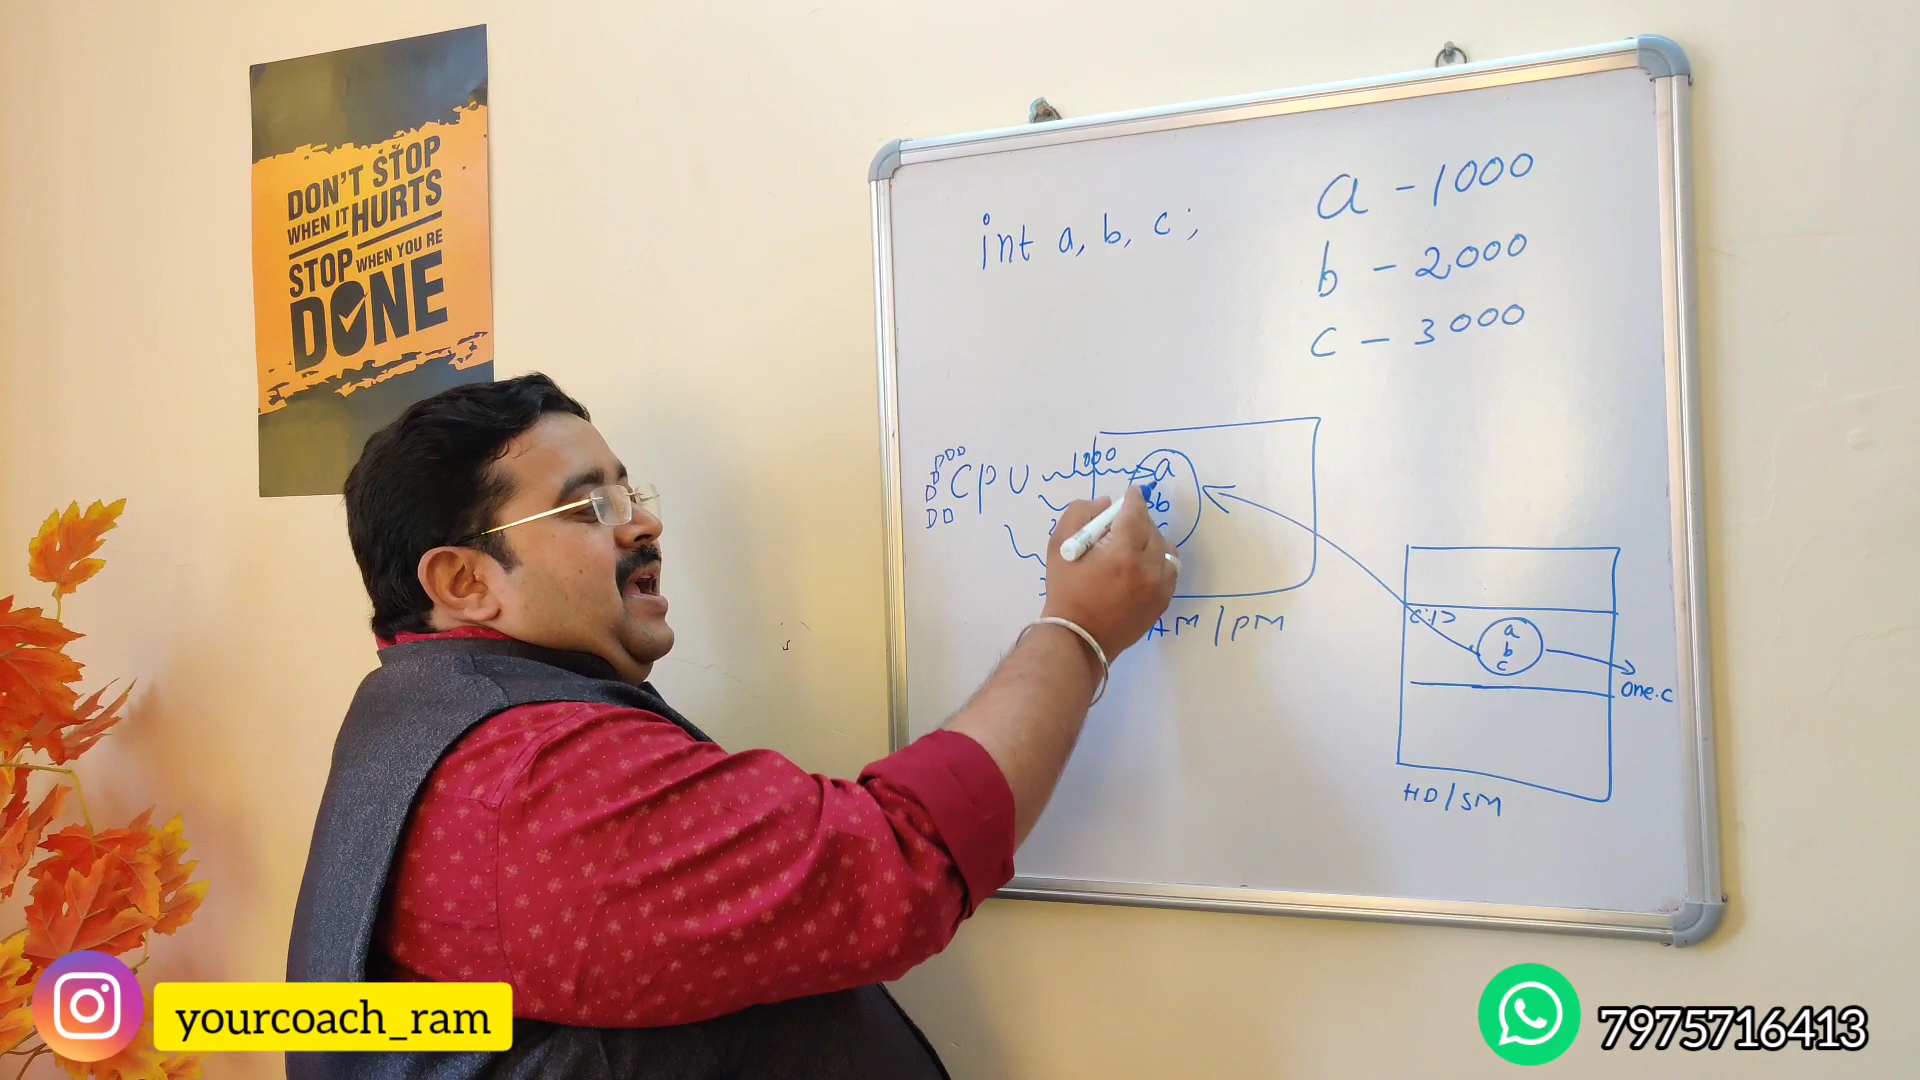 DON'T STOP
WHEN IT HURTS
STOP WHEN YOU RE
DONE
int a, b, c;
a - 1000
b - 2000
c - 3000
CPU
1000
a
b
c
AM/PM
a
b
c
one.c
HD/SM
yourcoach_ram
7975716413